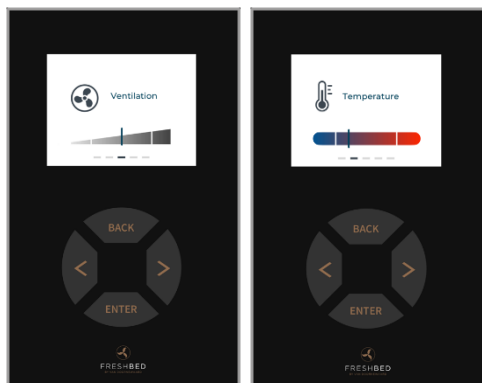 Ventilation
BACK
<
>
ENTER
FRESHBED
Temperature
BACK
<
>
ENTER
FRESHBED